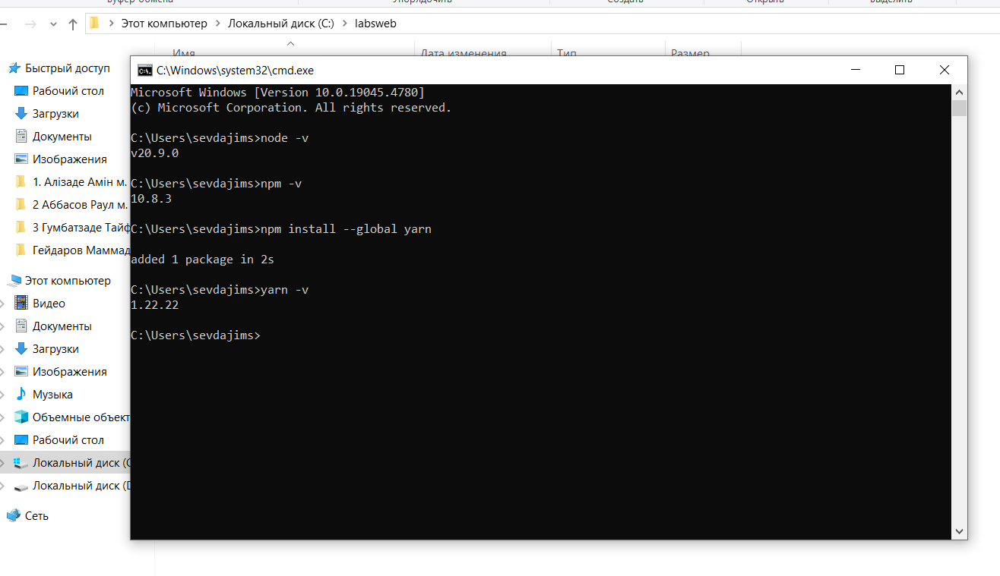 Этот компьютер
Локальный диск (C:)
labsweb
Имя
Дата изменения
Тип
Размер
Быстрый доступ
Рабочий стол
Загрузки
Документы
Изображения
1. Алізаде Амін м.
2 Аббасов Раул м.
3 Гумбатзаде Тайф
Гейдаров Маммад
Этот компьютер
Видео
Документы
Загрузки
Изображения
Музыка
Объемные объект
Рабочий стол
Локальный диск (C
Локальный диск (D
Сеть
C:\Windows\system32\cmd.exe
Microsoft Windows [Version 10.0.19045.4780]
(c) Microsoft Corporation. All rights reserved.
C:\Users\sevdajims>node -v
v20.9.0
C:\Users\sevdajims>npm -v
10.8.3
C:\Users\sevdajims>npm install --global yarn
added 1 package in 2s
C:\Users\sevdajims>yarn -v
1.22.22
C:\Users\sevdajims>